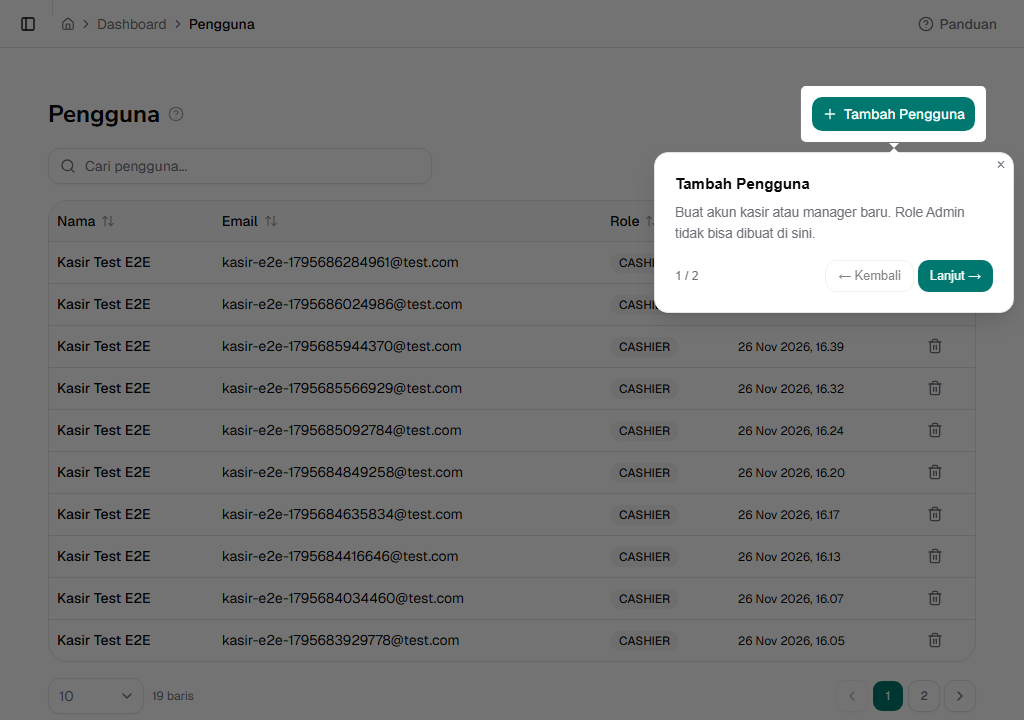 Dashboard > Pengguna
Panduan
Pengguna
+ Tambah Pengguna
Cari pengguna...
Tambah Pengguna
Buat akun kasir atau manager baru. Role Admin
tidak bisa dibuat di sini.
1 / 2
← Kembali
Lanjut →
Nama Email Role
Kasir Test E2E kasir-e2e-1795686284961@test.com
Kasir Test E2E kasir-e2e-1795686024986@test.com
Kasir Test E2E kasir-e2e-1795685944370@test.com CASHIER 26 Nov 2026, 16.39
Kasir Test E2E kasir-e2e-1795685566929@test.com CASHIER 26 Nov 2026, 16.32
Kasir Test E2E kasir-e2e-1795685092784@test.com CASHIER 26 Nov 2026, 16.24
Kasir Test E2E kasir-e2e-1795684849258@test.com CASHIER 26 Nov 2026, 16.20
Kasir Test E2E kasir-e2e-1795684635834@test.com CASHIER 26 Nov 2026, 16.17
Kasir Test E2E kasir-e2e-1795684416646@test.com CASHIER 26 Nov 2026, 16.13
Kasir Test E2E kasir-e2e-1795684034460@test.com CASHIER 26 Nov 2026, 16.07
Kasir Test E2E kasir-e2e-1795683929778@test.com CASHIER 26 Nov 2026, 16.05
10 19 baris 1 2